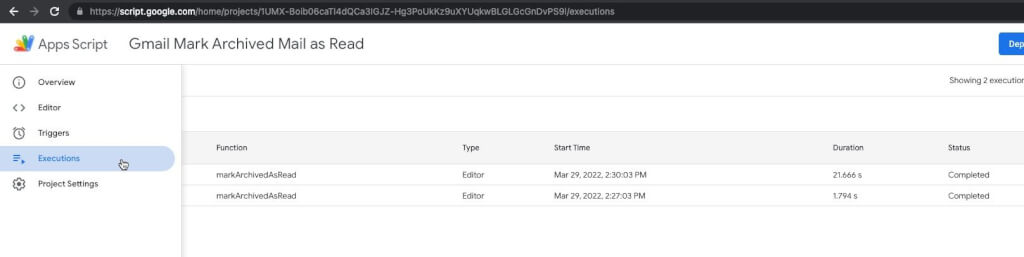 https://script.google.com/home/projects/1UMX-8oib06caTl4dQCa3IGJZ-Hg3PoUkKz9uXYUqkwBLGLGcGnDvPS9l/executions
Apps Script
Gmail Mark Archived Mail as Read
Dep
Overview
Showing 2 execution
Editor
Triggers
Executions
Project Settings
Function Type Start Time Duration Status
markArchivedAsRead Editor Mar 29, 2022, 2:30:03 PM 21.666 s Completed
markArchivedAsRead Editor Mar 29, 2022, 2:27:03 PM 1.794 s Completed